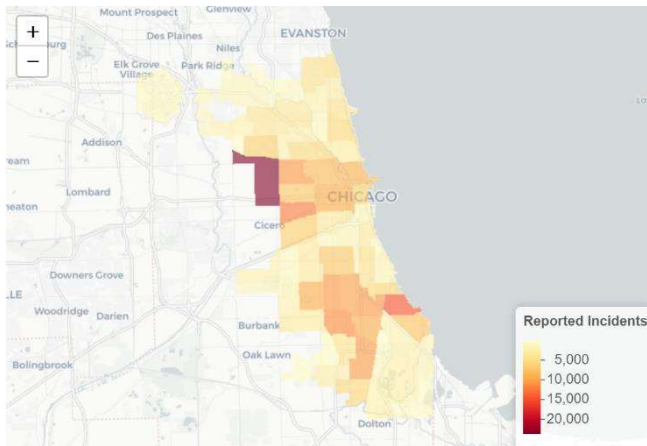 Mount Prospect
Glenview
+
Des Plaines
Niles
EVANSTON
−
Elk Grove
Village
Park Ridge
Addison
Lombard
CHICAGO
Cicero
Downers Grove
Woodridge
Darien
Burbank
Oak Lawn
Bolingbrook
Dolton
Reported Incidents
5,000
10,000
15,000
20,000